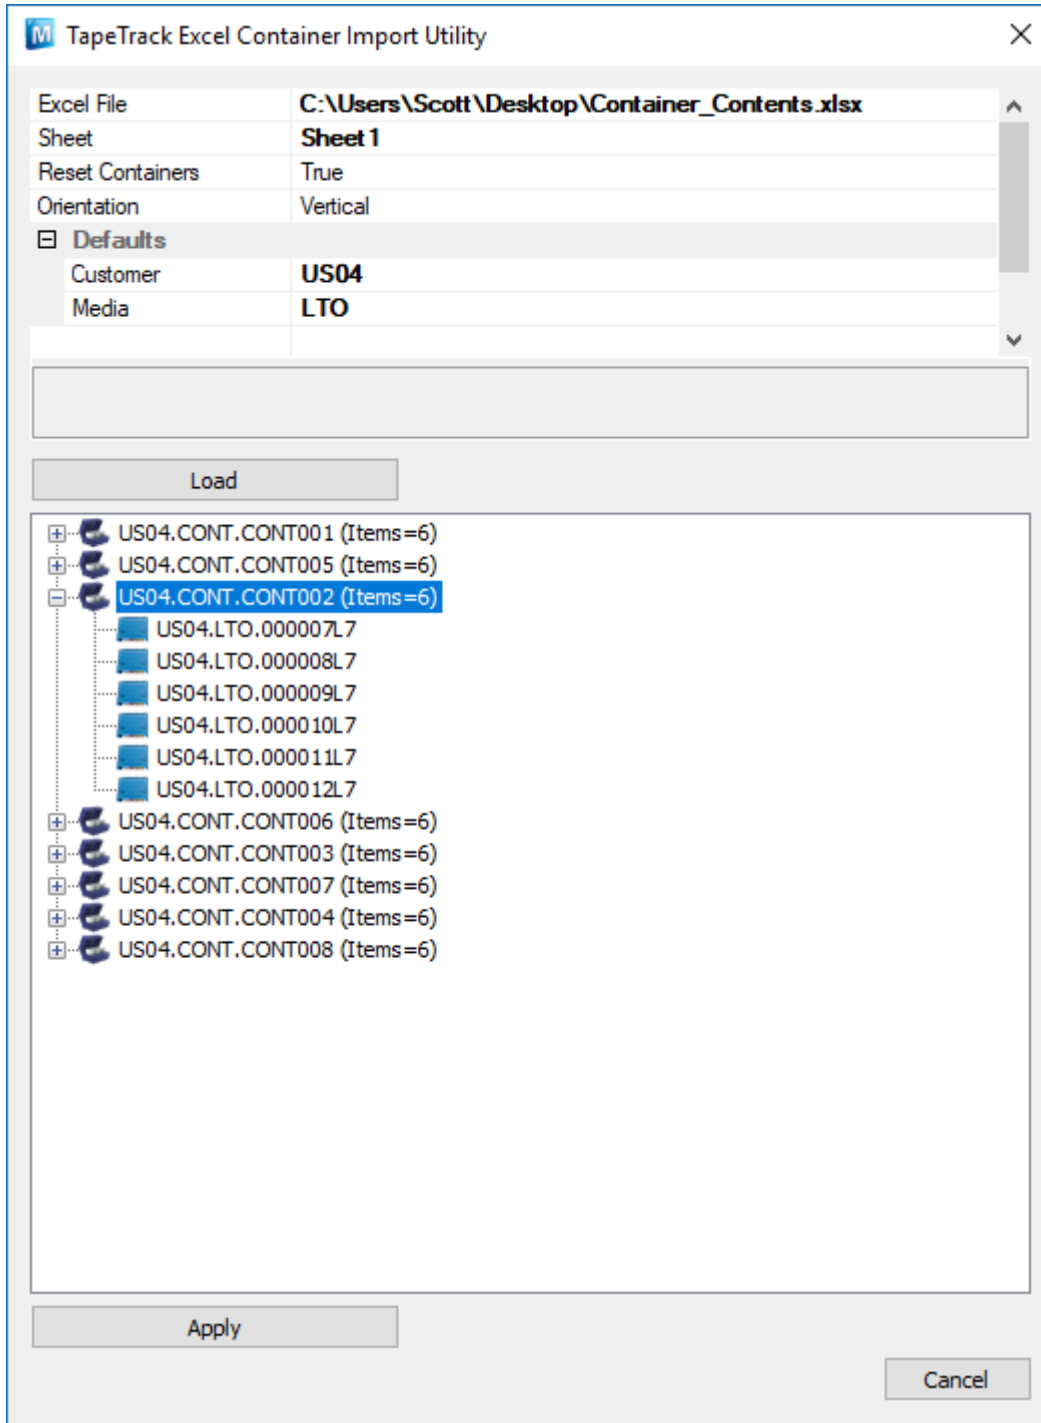 TapeTrack Excel Container Import Utility
Excel File C:\Users\Scott\Desktop\Container_Contents.xlsx
Sheet Sheet1
Reset Containers True
Orientation Vertical
Defaults
Customer US04
Media LTO
Load
US04.CONT.CONT001 (Items=6)
US04.CONT.CONT005 (Items=6)
US04.CONT.CONT002 (Items=6)
US04.LTO.000007L7
US04.LTO.000008L7
US04.LTO.000009L7
US04.LTO.000010L7
US04.LTO.000011L7
US04.LTO.000012L7
US04.CONT.CONT006 (Items=6)
US04.CONT.CONT003 (Items=6)
US04.CONT.CONT007 (Items=6)
US04.CONT.CONT004 (Items=6)
US04.CONT.CONT008 (Items=6)
Apply
Cancel